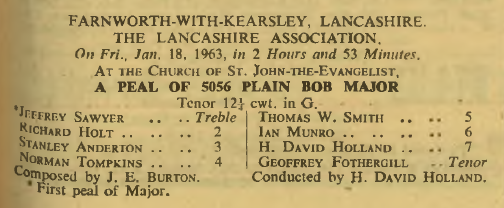 FARNWORTH-WITH-KEARSLEY, LANCASHIRE.
THE LANCASHIRE ASSOCIATION.
On Fri., Jan. 18, 1963, in 2 Hours and 53 Minutes.
AT THE CHURCH OF ST. JOHN-THE-EVANGELIST,
A PEAL OF 5056 PLAIN BOB MAJOR
Tenor 12¼ cwt. in G.
*JEFFREY SAWYER .. .. Treble | THOMAS W. SMITH .. .. 5
RICHARD HOLT .. .. .. 2 | IAN MUNRO .. .. .. .. 6
STANLEY ANDERTON .. 3 | H. DAVID HOLLAND .. .. 7
NORMAN TOMPKINS .. .. 4 | GEOFFREY FOTHERGILL .. Tenor
Composed by J. E. BURTON. Conducted by H. DAVID HOLLAND.
* First peal of Major.